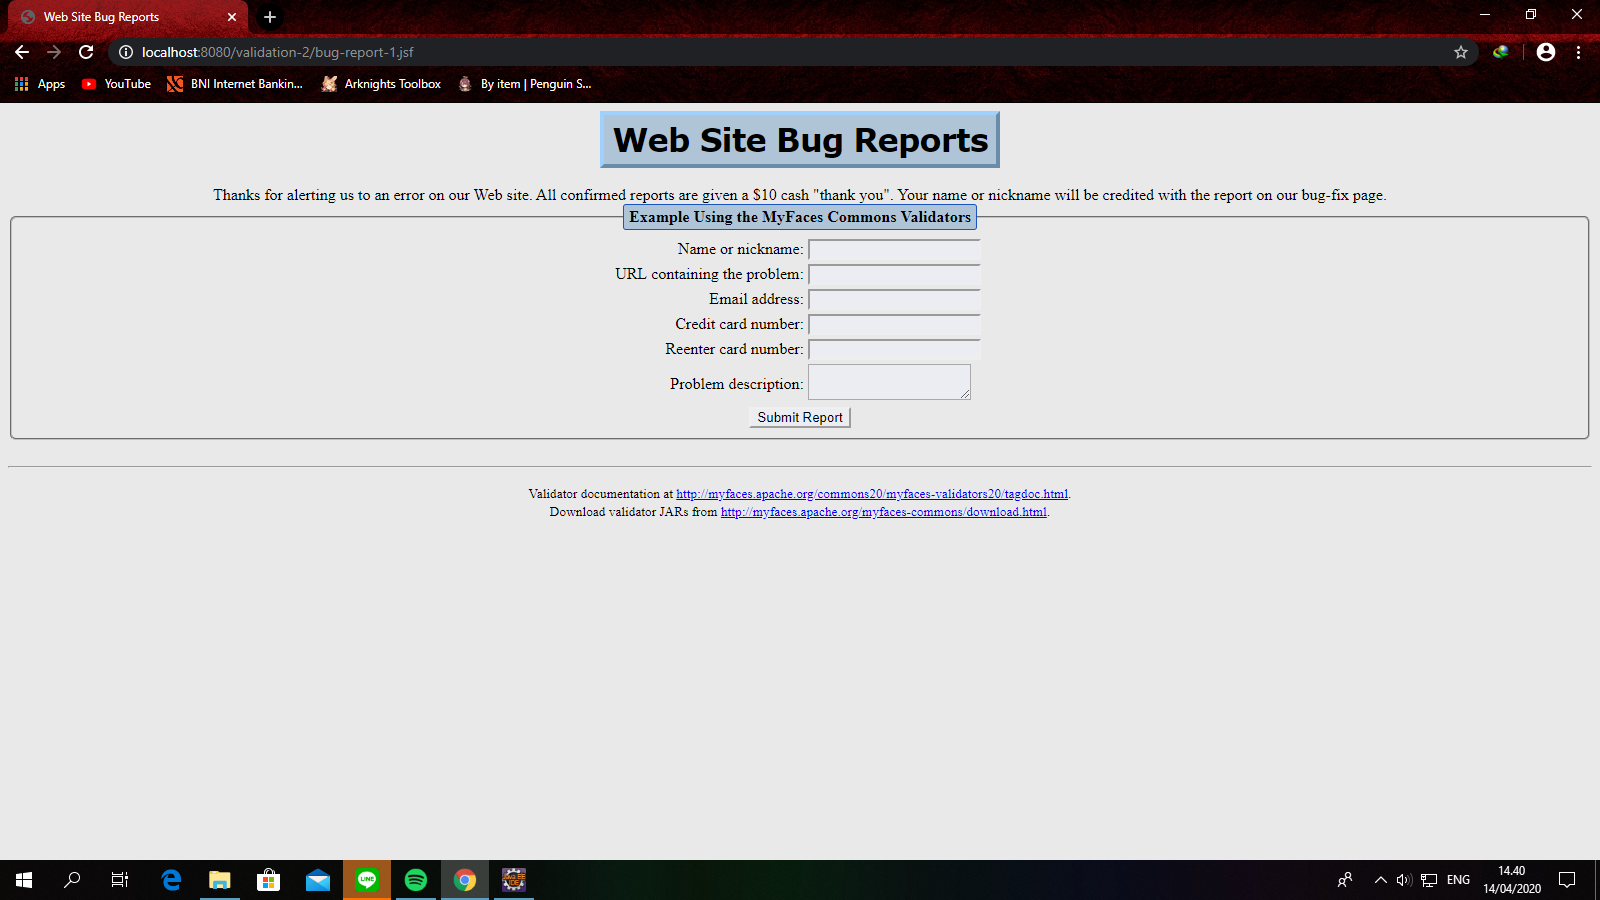 Web Site Bug Reports
localhost:8080/validation-2/bug-report-1.jsf
Apps YouTube BNI Internet Bankin... Arknights Toolbox By item | Penguin S...
Web Site Bug Reports
Thanks for alerting us to an error on our Web site. All confirmed reports are given a $10 cash "thank you". Your name or nickname will be credited with the report on our bug-fix page.
Example Using the MyFaces Commons Validators
Name or nickname:
URL containing the problem:
Email address:
Credit card number:
Reenter card number:
Problem description:
Submit Report
Validator documentation at http://myfaces.apache.org/commons20/myfaces-validators20/tagdoc.html.
Download validator JARs from http://myfaces.apache.org/myfaces-commons/download.html.
LINE
Java EE
IDE
ENG
14.40
14/04/2020